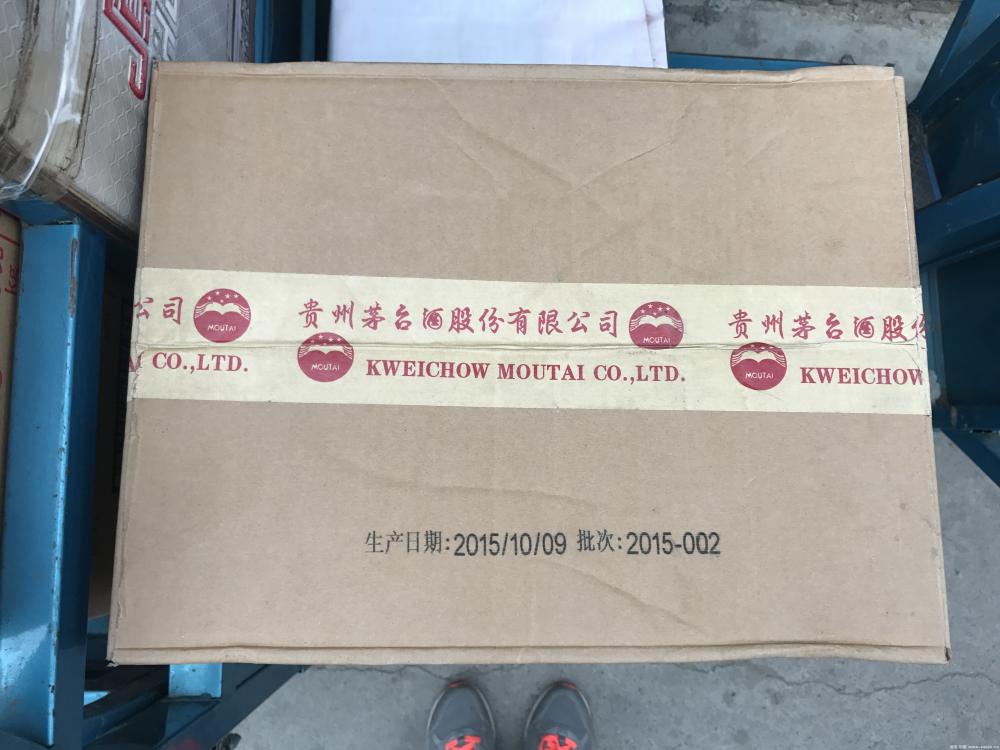 公司 MOUTAI 贵州茅台酒股份有限公司 MOUTAI 贵州茅台酒股份
CO.,LTD. MOUTAI KWEICHOW MOUTAI CO.,LTD. MOUTAI KWEICHOW
生产日期:2015/10/09 批次:2015-002